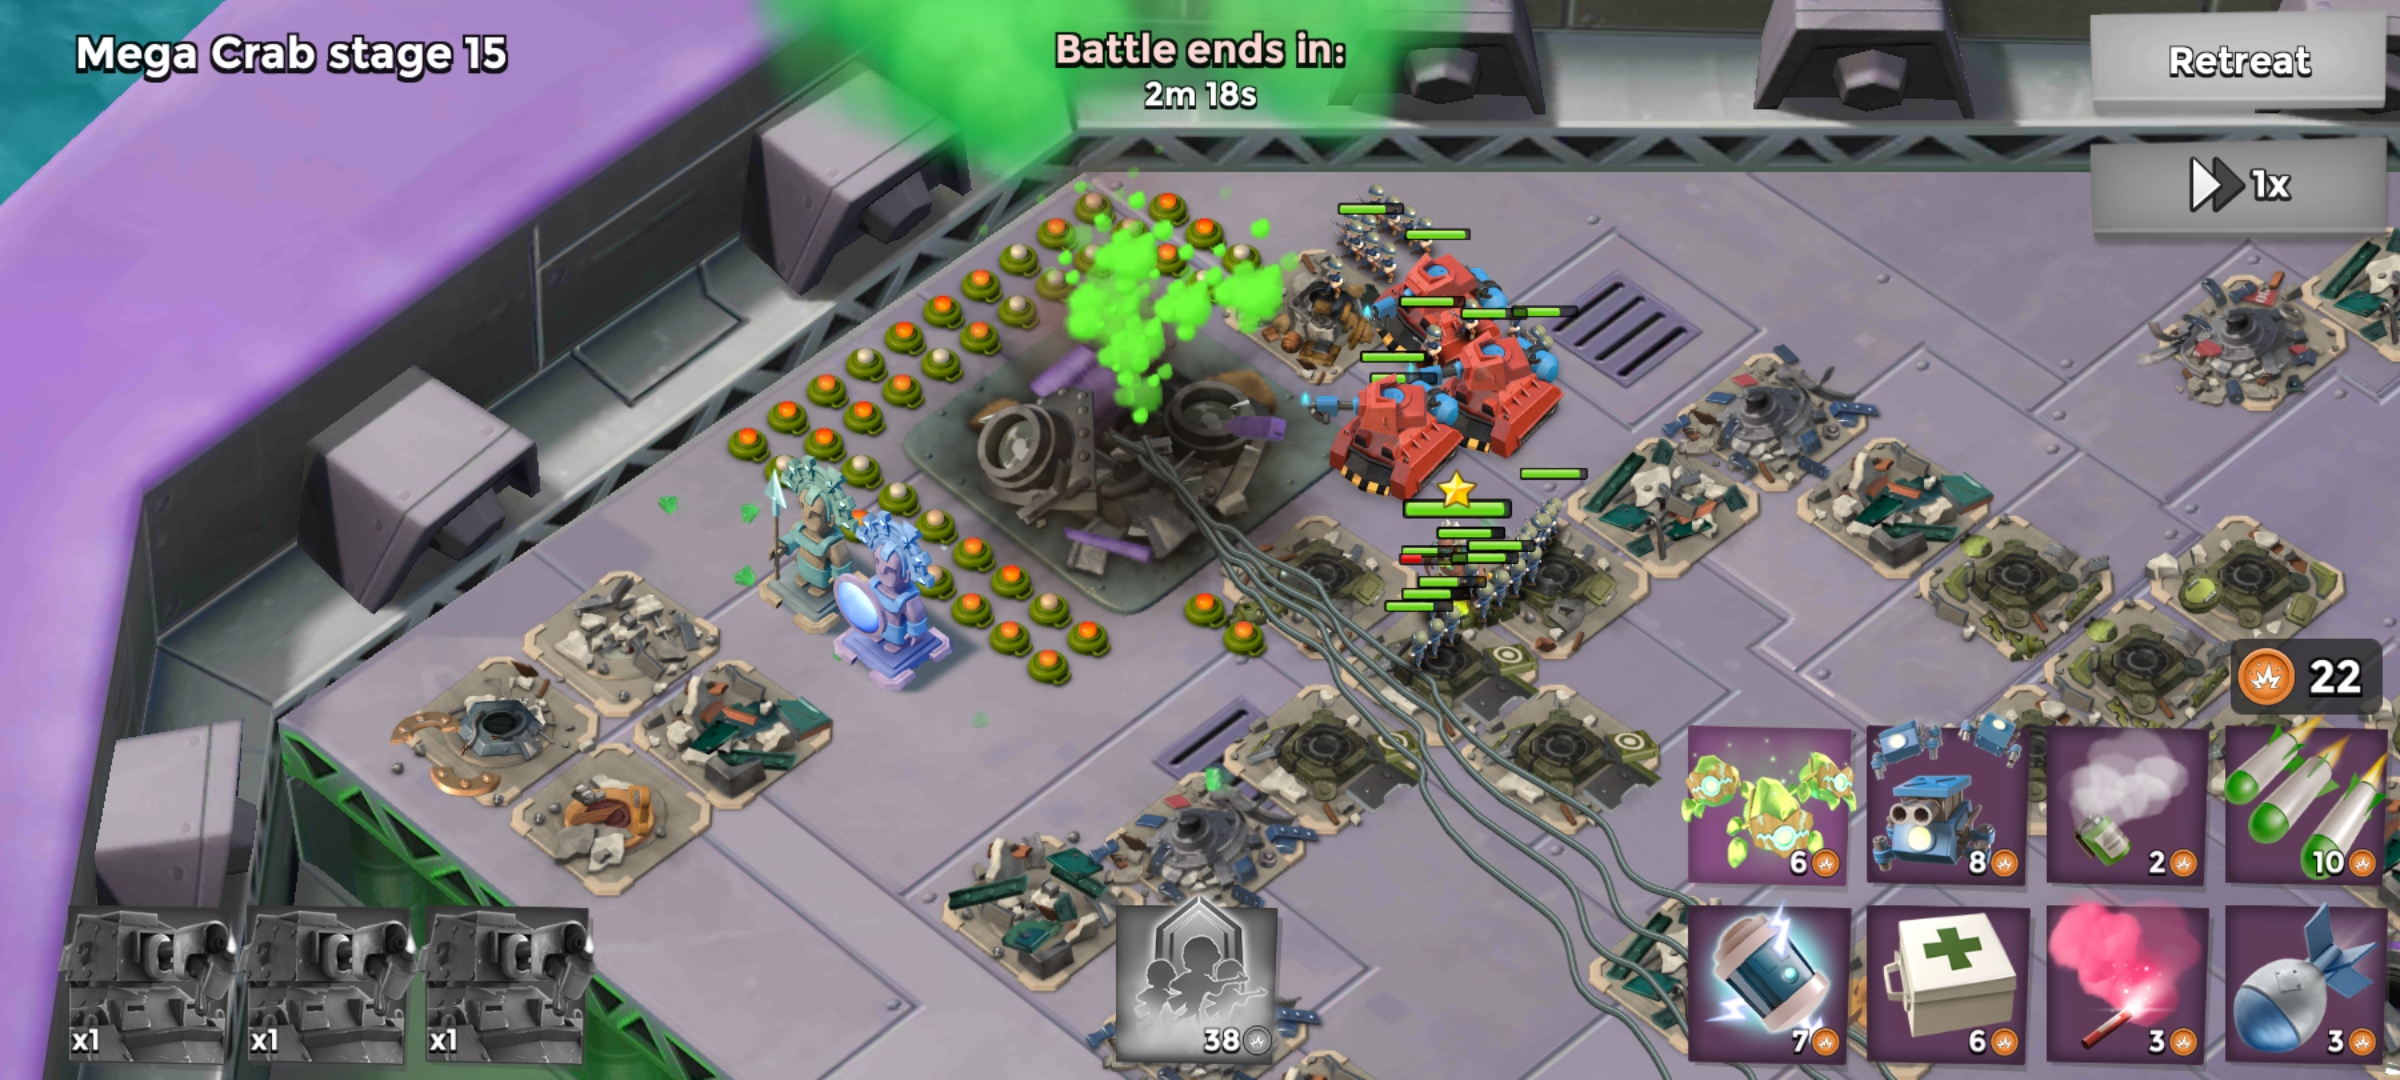 Mega Crab stage 15
Battle ends in:
2m 18s
Retreat
1x
22
6
8
2
10
7
6
3
3
x1
x1
x1
38